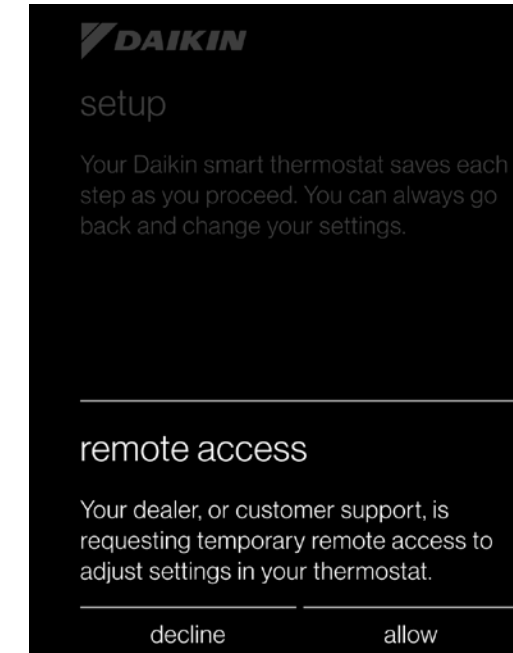 DAIKIN
setup
Your Daikin smart thermostat saves each
step as you proceed. You can always go
back and change your settings.
remote access
Your dealer, or customer support, is
requesting temporary remote access to
adjust settings in your thermostat.
decline allow